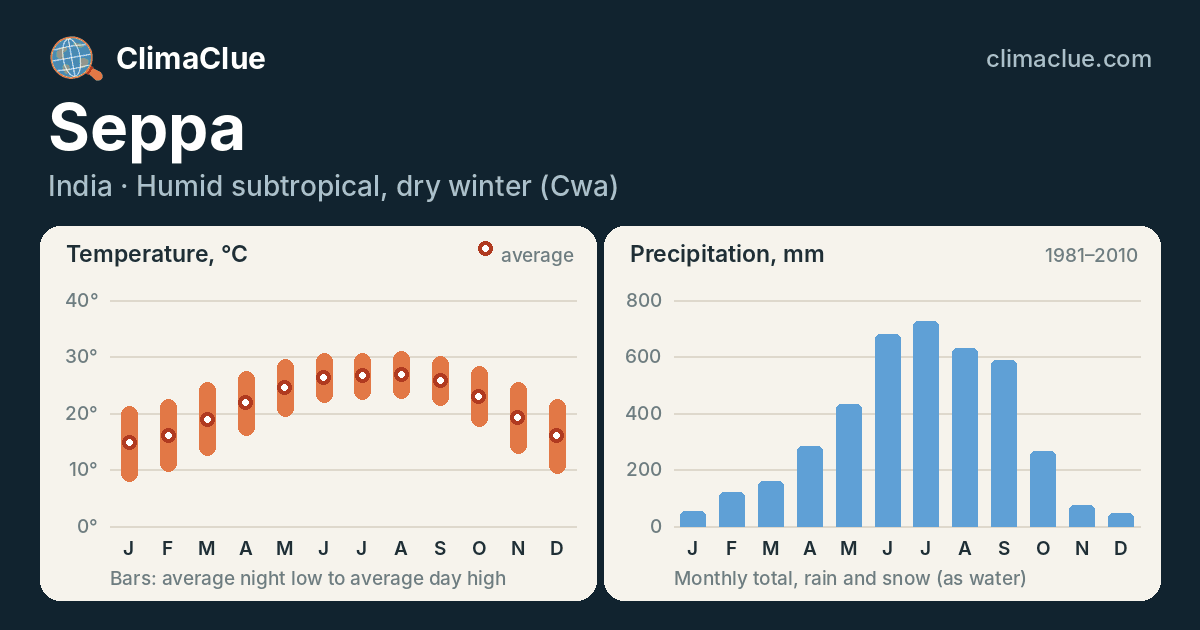 ClimaClue
climaclue.com
Seppa
India · Humid subtropical, dry winter (Cwa)
Temperature, °C
average
40°
30°
20°
10°
0°
J F M A M J J A S O N D
Bars: average night low to average day high
Precipitation, mm
1981–2010
800
600
400
200
0
J F M A M J J A S O N D
Monthly total, rain and snow (as water)